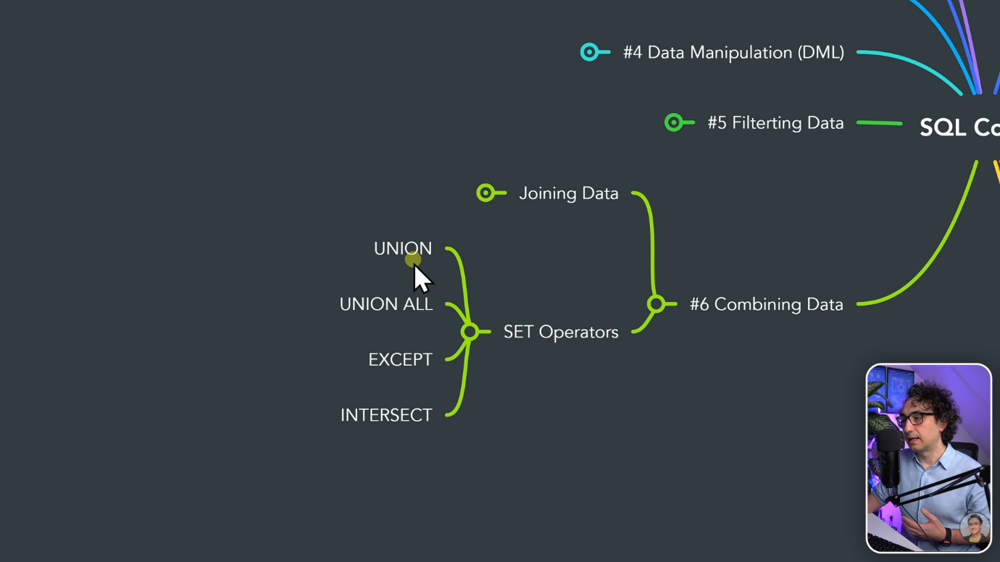 #4 Data Manipulation (DML)
#5 Filterting Data
SQL
Joining Data
UNION
UNION ALL
#6 Combining Data
SET Operators
EXCEPT
INTERSECT